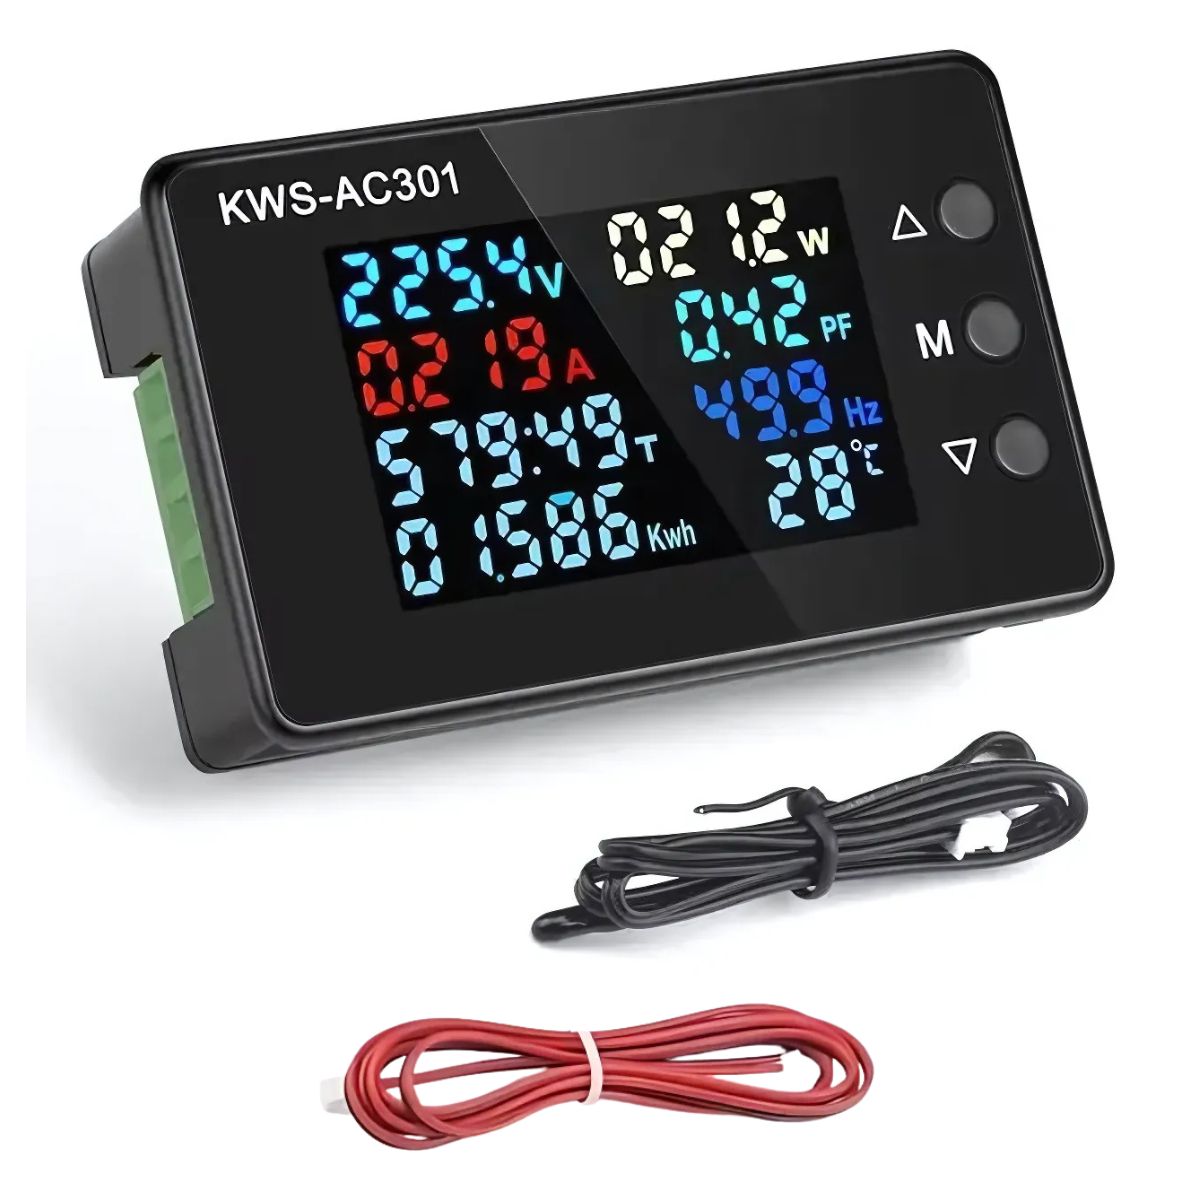 KWS-AC301
225.4V
0.219A
579:49T
01.586Kwh
021.2W
0.42PF
49.9Hz
28℃
△
M
▽